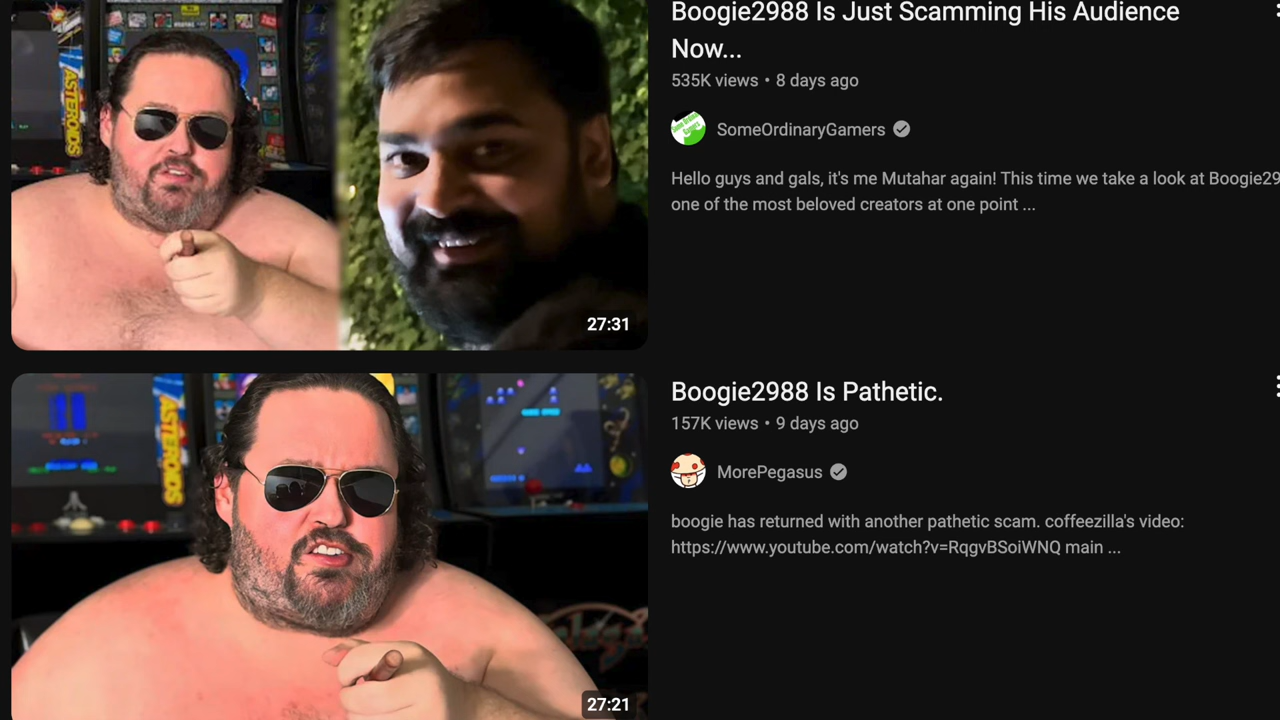 Boogie2988 Is Just Scamming His Audience
Now...
535K views • 8 days ago
SomeOrdinaryGamers
Hello guys and gals, it's me Mutahar again! This time we take a look at Boogie29
one of the most beloved creators at one point ...
ASTEROIDS
27:31
Boogie2988 Is Pathetic.
157K views • 9 days ago
MorePegasus
boogie has returned with another pathetic scam. coffeezilla's video:
https://www.youtube.com/watch?v=RqgvBSoiWNQ main ...
ASTEROIDS
27:21